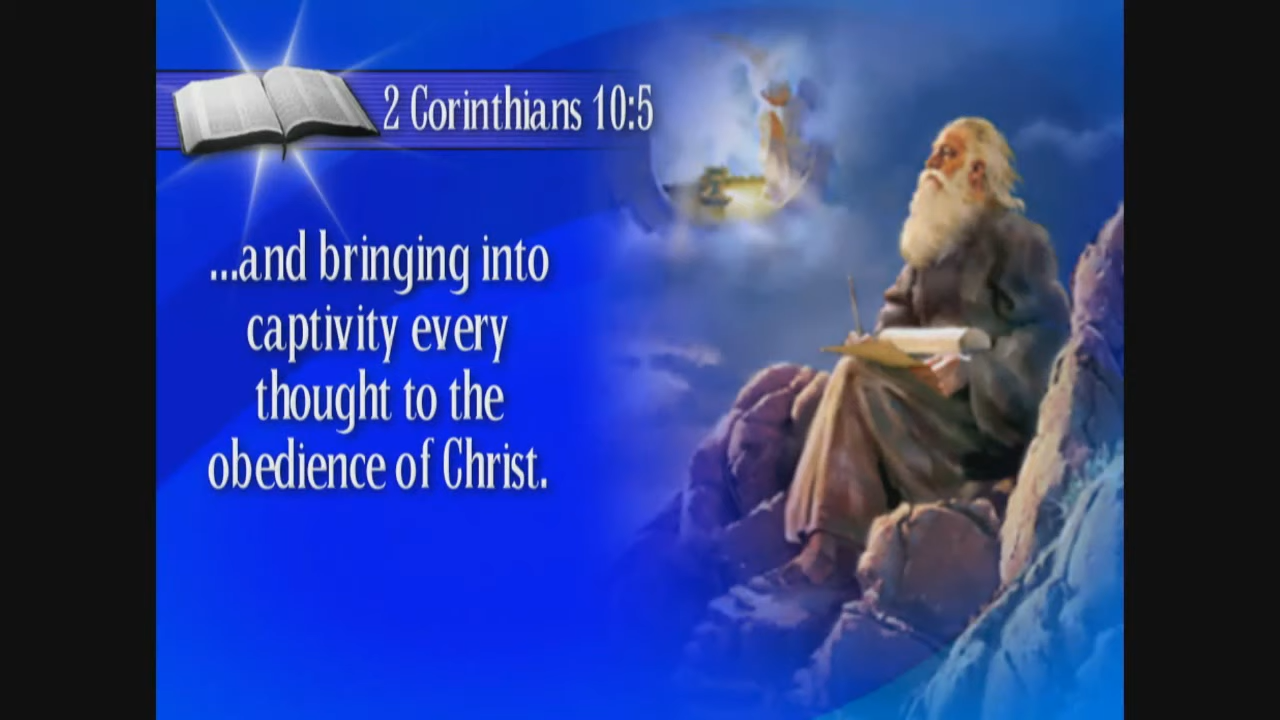 2 Corinthians 10:5
...and bringing into
captivity every
thought to the
obedience of Christ.